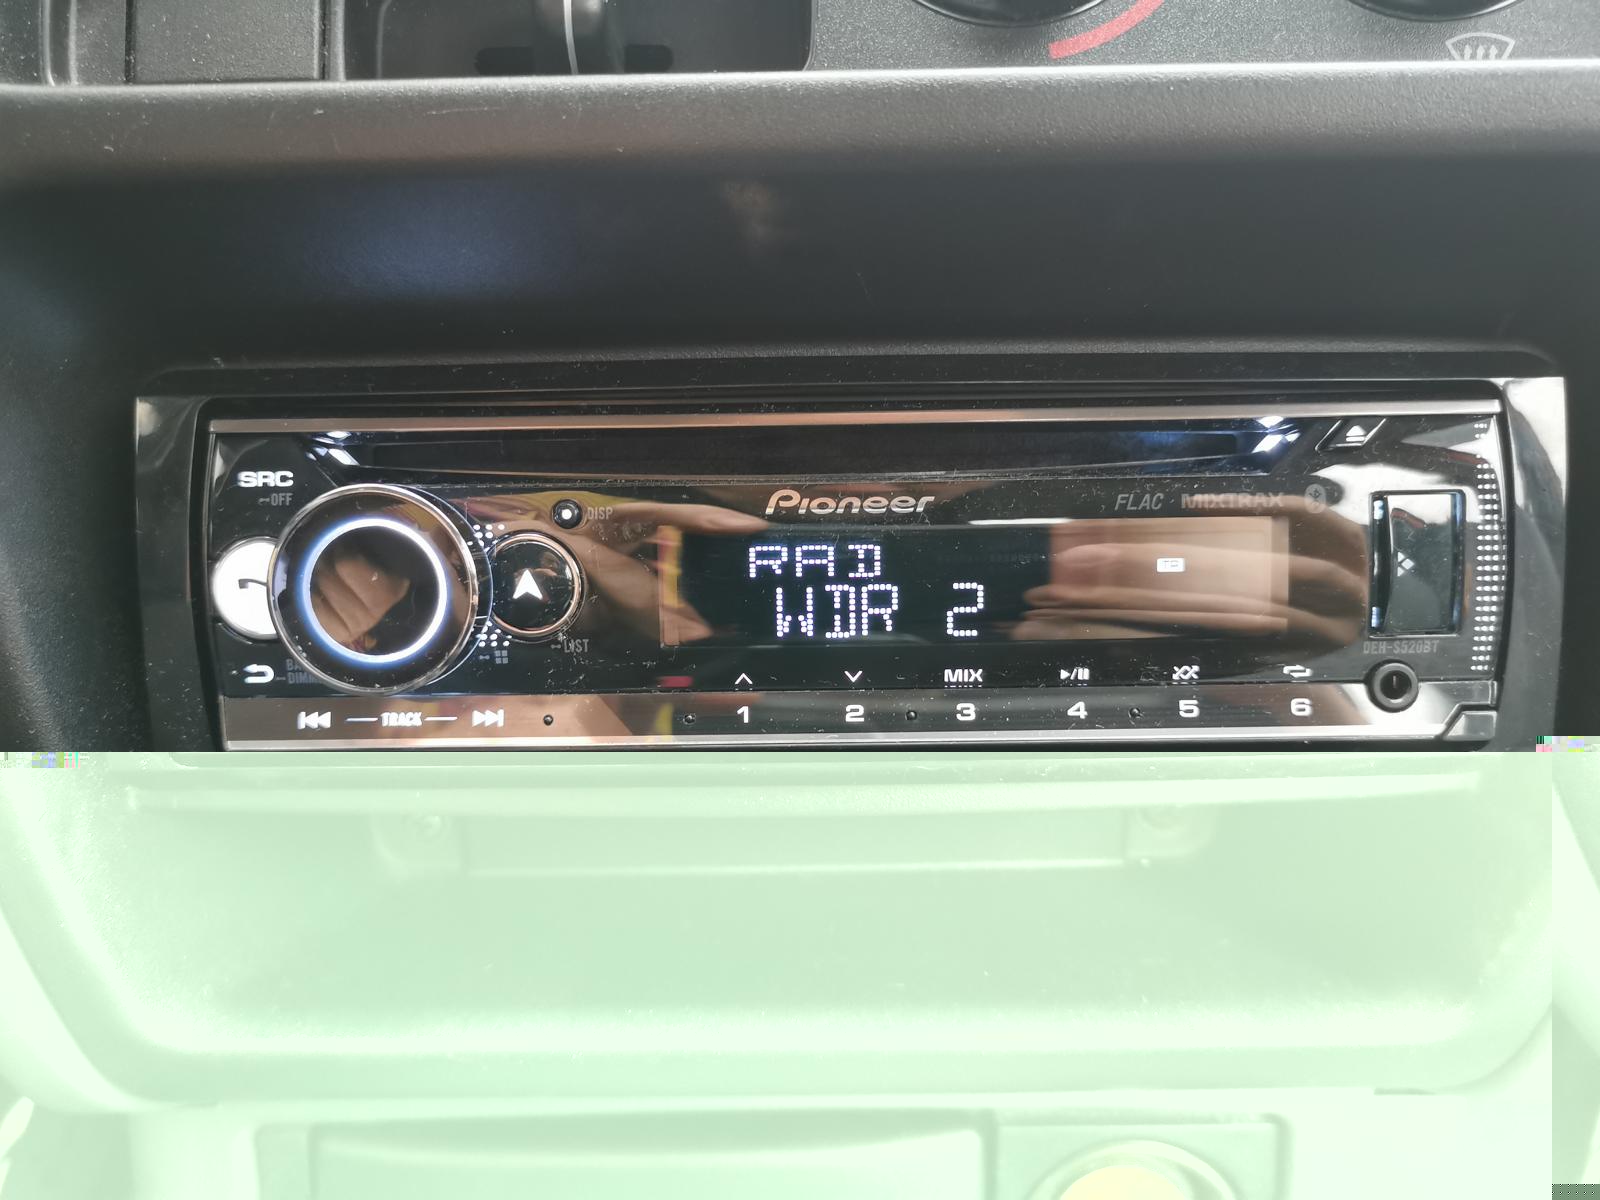 SRC
OFF
DISP
Pioneer
FLAC MIXTRAX
RAD
WDR 2
LIST
DEH-S520BT
MIX
TRACK
1 2 3 4 5 6